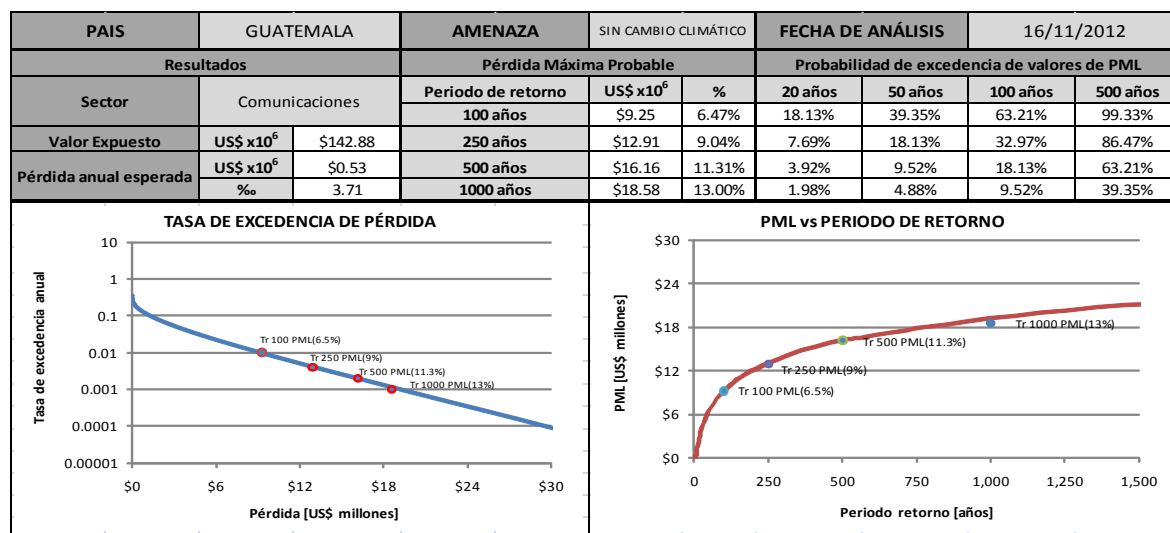 PAIS GUATEMALA AMENAZA SIN CAMBIO CLIMÁTICO FECHA DE ANÁLISIS 16/11/2012
Resultados Pérdida Máxima Probable Probabilidad de excedencia de valores de PML
Sector Comunicaciones Periodo de retorno US$ x10⁶ % 20 años 50 años 100 años 500 años
100 años $9.25 6.47% 18.13% 39.35% 63.21% 99.33%
Valor Expuesto US$ x10⁶ $142.88 250 años $12.91 9.04% 7.69% 18.13% 32.97% 86.47%
Pérdida anual esperada US$ x10⁶ $0.53 500 años $16.16 11.31% 3.92% 9.52% 18.13% 63.21%
‰ 3.71 1000 años $18.58 13.00% 1.98% 4.88% 9.52% 39.35%
TASA DE EXCEDENCIA DE PÉRDIDA
Tasa de excedencia anual
10
1
0.1
0.01
0.001
0.0001
0.00001
Tr 100 PML(6.5%)
Tr 250 PML(9%)
Tr 500 PML(11.3%)
Tr 1000 PML(13%)
$0 $6 $12 $18 $24 $30
Pérdida [US$ millones]
PML vs PERIODO DE RETORNO
PML [US$ millones]
$30
$24
$18
$12
$6
$0
Tr 1000 PML(13%)
Tr 500 PML(11.3%)
Tr 250 PML(9%)
Tr 100 PML(6.5%)
0 250 500 750 1,000 1,250 1,500
Periodo retorno [años]